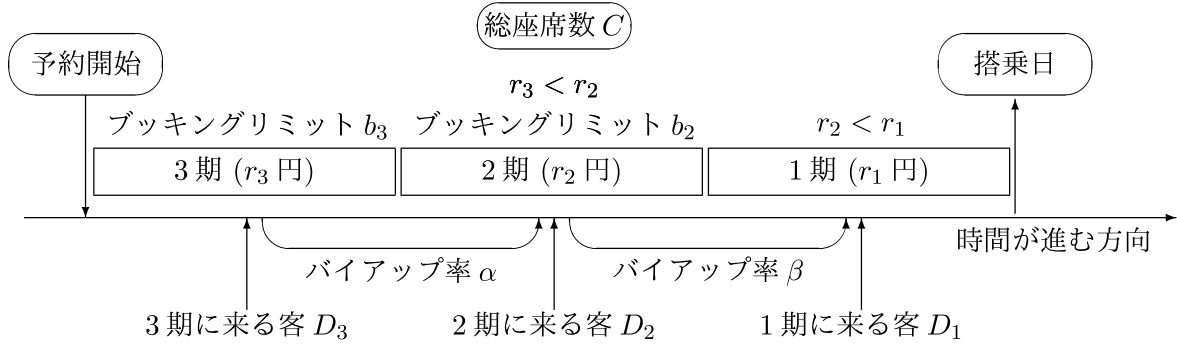 総座席数 C
予約開始
搭乗日
r3 < r2
ブッキングリミット b3
ブッキングリミット b2
r2 < r1
3 期 (r3 円)
2 期 (r2 円)
1 期 (r1 円)
時間が進む方向
バイアップ率 α
バイアップ率 β
3 期に来る客 D3
2 期に来る客 D2
1 期に来る客 D1